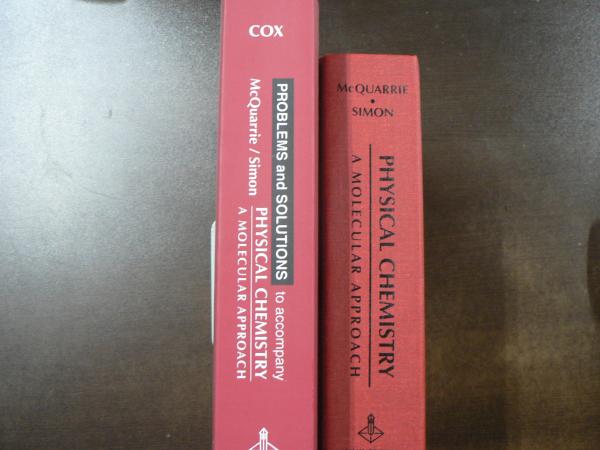 COX
PROBLEMS and SOLUTIONS to accompany
McQuarrie / Simon PHYSICAL CHEMISTRY
A MOLECULAR APPROACH
McQUARRIE
•
SIMON
PHYSICAL CHEMISTRY
A MOLECULAR APPROACH